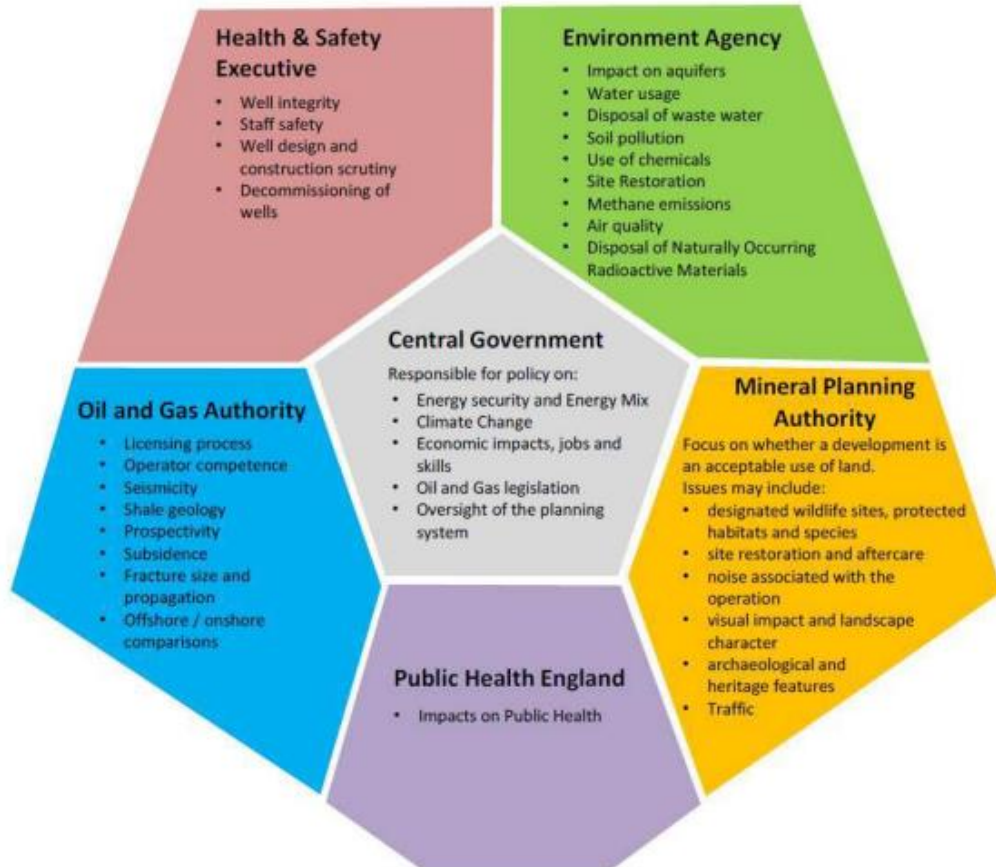 Health & Safety
Executive
• Well integrity
• Staff safety
• Well design and
construction scrutiny
• Decommissioning of
wells
Environment Agency
• Impact on aquifers
• Water usage
• Disposal of waste water
• Soil pollution
• Use of chemicals
• Site Restoration
• Methane emissions
• Air quality
• Disposal of Naturally Occurring
Radioactive Materials
Central Government
Responsible for policy on:
• Energy security and Energy Mix
• Climate Change
• Economic impacts, jobs and
skills
• Oil and Gas legislation
• Oversight of the planning
system
Oil and Gas Authority
• Licensing process
• Operator competence
• Seismicity
• Shale geology
• Prospectivity
• Subsidence
• Fracture size and
propagation
• Offshore / onshore
comparisons
Mineral Planning
Authority
Focus on whether a development is
an acceptable use of land.
Issues may include:
• designated wildlife sites, protected
habitats and species
• site restoration and aftercare
• noise associated with the
operation
• visual impact and landscape
character
• archaeological and
heritage features
• Traffic
Public Health England
• Impacts on Public Health